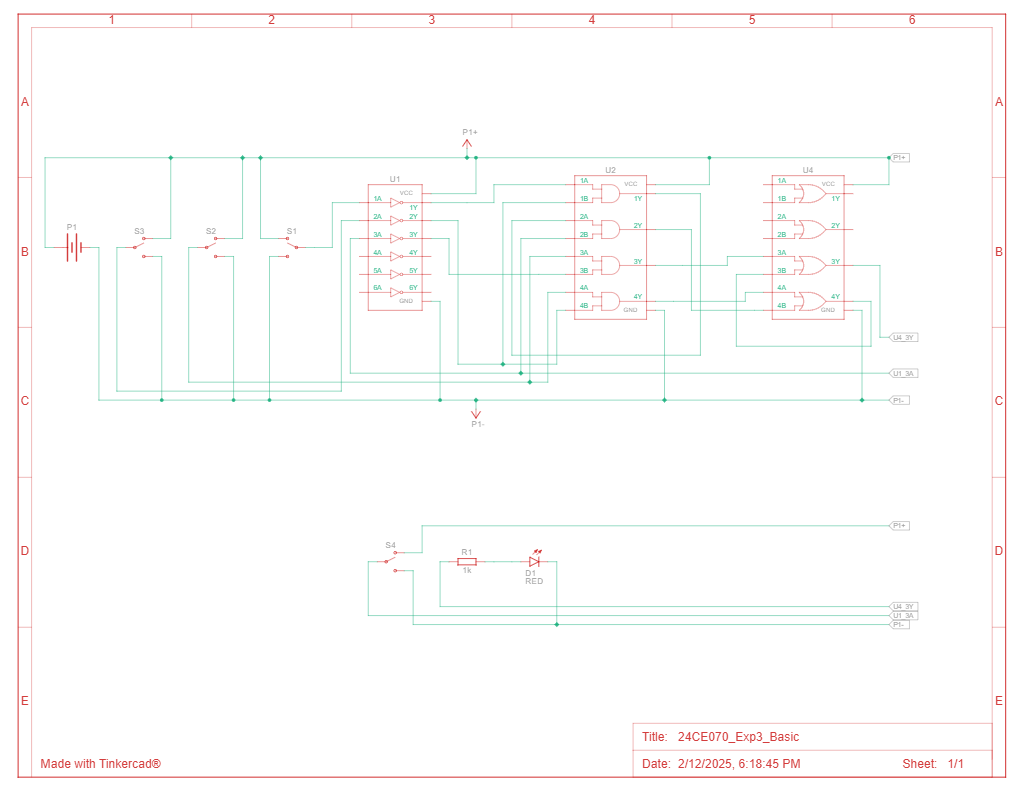 1 2 3 4 5 6
A A
P1+
P1+
U1 U2 U4
VCC VCC VCC
1A 1Y 1A 1B 1Y 1A 1B 1Y
2A 2Y 2A 2B 2Y 2A 2B 2Y
3A 3Y 3A 3B 3Y 3A 3B 3Y
4A 4Y 4A 4B 4Y 4A 4B 4Y
5A 5Y
6A 6Y
GND GND GND
P1 S3 S2 S1
B B
U4_3Y
U1_3A
C C
P1-
P1-
P1+
S4 R1
D D
1k D1
RED
U4_3Y
U1_3A
P1-
E E
Title: 24CE070_Exp3_Basic
Made with Tinkercad® Date: 2/12/2025, 6:18:45 PM Sheet: 1/1